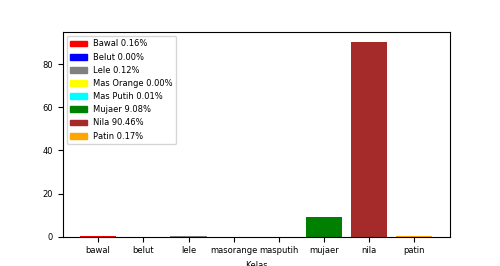 Bawal 0.16%
Belut 0.00%
Lele 0.12%
Mas Orange 0.00%
Mas Putih 0.01%
Mujaer 9.08%
Nila 90.46%
Patin 0.17%
80
60
40
20
0
bawal belut lele masorange masputih mujaer nila patin
Kelas